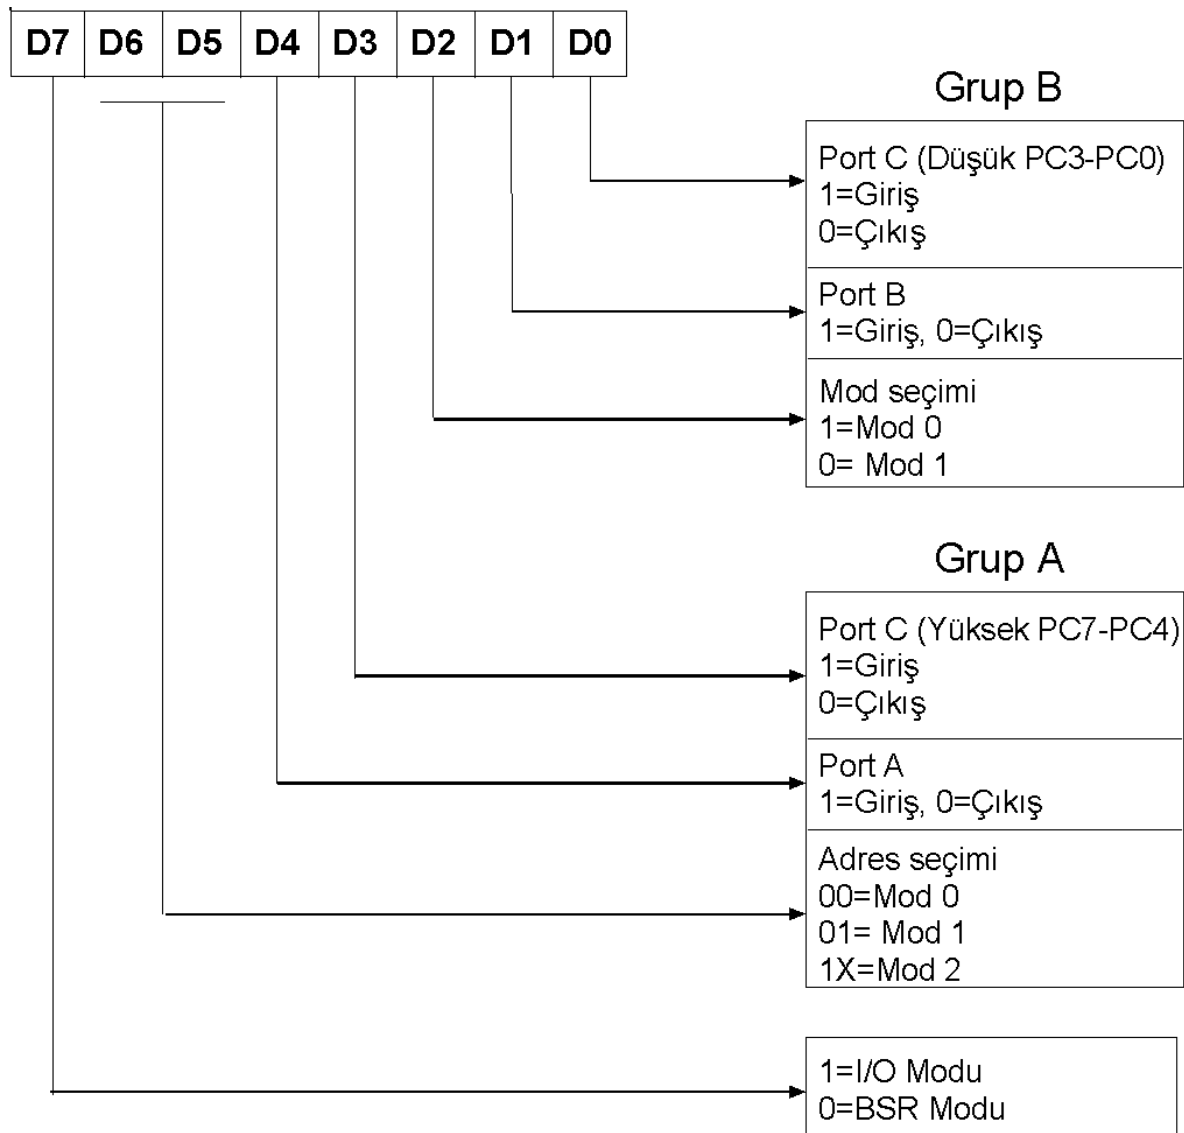 D7 D6 D5 D4 D3 D2 D1 D0
Grup B
Port C (Düşük PC3-PC0)
1=Giriş
0=Çıkış
Port B
1=Giriş, 0=Çıkış
Mod seçimi
1=Mod 0
0= Mod 1
Grup A
Port C (Yüksek PC7-PC4)
1=Giriş
0=Çıkış
Port A
1=Giriş, 0=Çıkış
Adres seçimi
00=Mod 0
01= Mod 1
1X=Mod 2
1=I/O Modu
0=BSR Modu